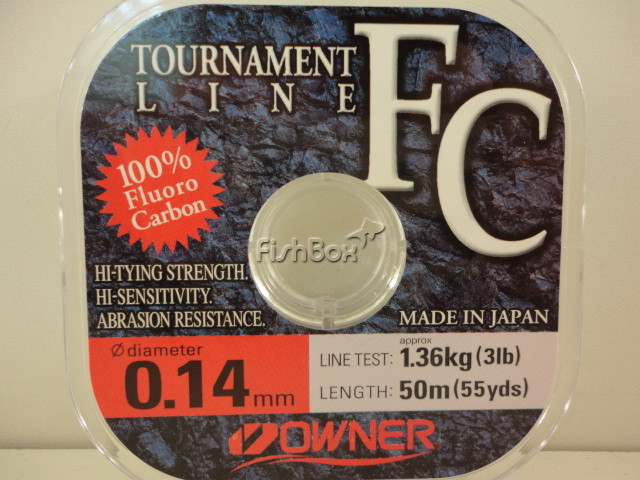 TOURNAMENT
LINE
FC
100%
Fluoro
Carbon
FishBox
HI-TYING STRENGTH.
HI-SENSITIVITY.
ABRASION RESISTANCE.
MADE IN JAPAN
Ø diameter
0.14mm
approx
LINE TEST: 1.36kg (3lb)
LENGTH: 50m (55yds)
OWNER